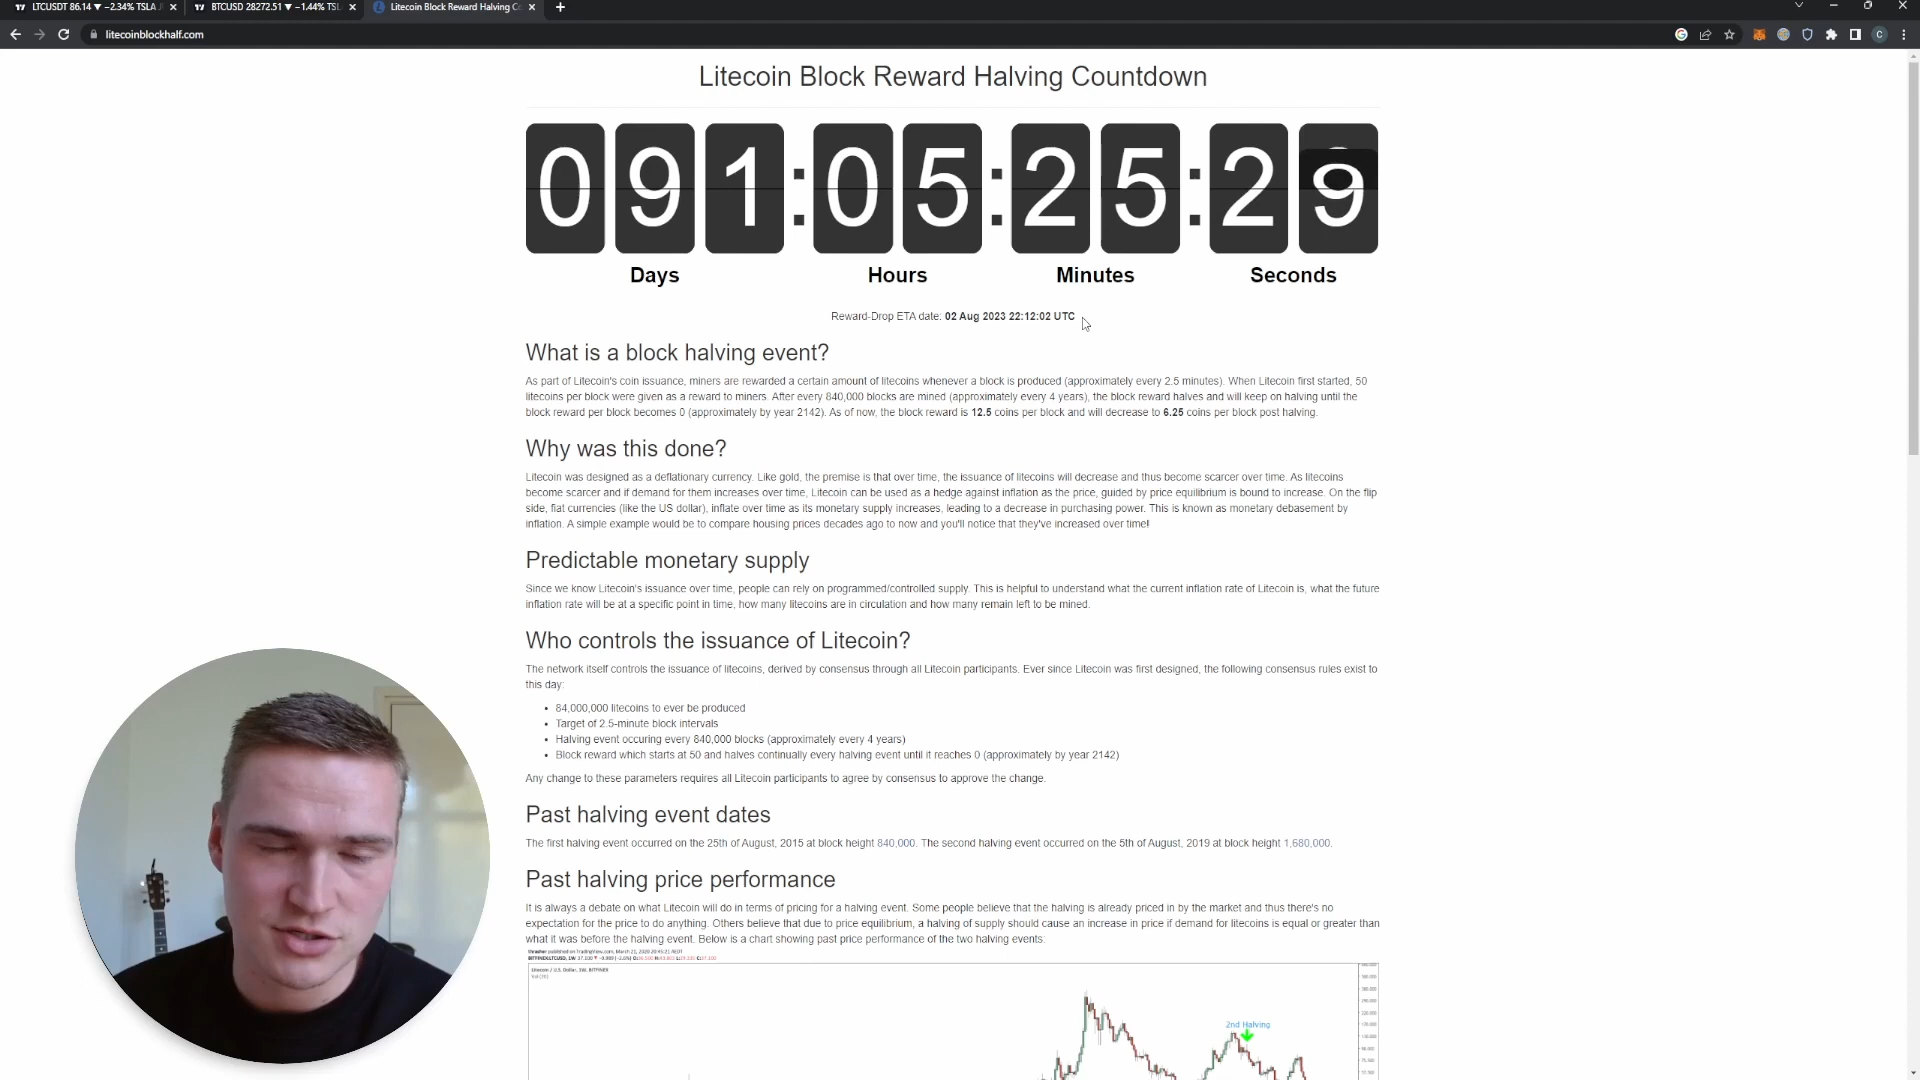 LTCUSDT 86.14 ▼ −2.34% TSLA
BTCUSD 28272.51 ▼ −1.44% TSL
Litecoin Block Reward Halving Co
litecoinblockhalf.com
C
Litecoin Block Reward Halving Countdown
091:05:25:29
Days Hours Minutes Seconds
Reward-Drop ETA date: 02 Aug 2023 22:12:02 UTC
What is a block halving event?
As part of Litecoin's coin issuance, miners are rewarded a certain amount of litecoins whenever a block is produced (approximately every 2.5 minutes). When Litecoin first started, 50
litecoins per block were given as a reward to miners. After every 840,000 blocks are mined (approximately every 4 years), the block reward halves and will keep on halving until the
block reward per block becomes 0 (approximately by year 2142). As of now, the block reward is 12.5 coins per block and will decrease to 6.25 coins per block post halving.
Why was this done?
Litecoin was designed as a deflationary currency. Like gold, the premise is that over time, the issuance of litecoins will decrease and thus become scarcer over time. As litecoins
become scarcer and if demand for them increases over time, Litecoin can be used as a hedge against inflation as the price, guided by price equilibrium is bound to increase. On the flip
side, fiat currencies (like the US dollar), inflate over time as its monetary supply increases, leading to a decrease in purchasing power. This is known as monetary debasement by
inflation. A simple example would be to compare housing prices decades ago to now and you'll notice that they've increased over time!
Predictable monetary supply
Since we know Litecoin's issuance over time, people can rely on programmed/controlled supply. This is helpful to understand what the current inflation rate of Litecoin is, what the future
inflation rate will be at a specific point in time, how many litecoins are in circulation and how many remain left to be mined.
Who controls the issuance of Litecoin?
The network itself controls the issuance of litecoins, derived by consensus through all Litecoin participants. Ever since Litecoin was first designed, the following consensus rules exist to
this day:
• 84,000,000 litecoins to ever be produced
• Target of 2.5-minute block intervals
• Halving event occuring every 840,000 blocks (approximately every 4 years)
• Block reward which starts at 50 and halves continually every halving event until it reaches 0 (approximately by year 2142)
Any change to these parameters requires all Litecoin participants to agree by consensus to approve the change.
Past halving event dates
The first halving event occurred on the 25th of August, 2015 at block height 840,000. The second halving event occurred on the 5th of August, 2019 at block height 1,680,000.
Past halving price performance
It is always a debate on what Litecoin will do in terms of pricing for a halving event. Some people believe that the halving is already priced in by the market and thus there's no
expectation for the price to do anything. Others believe that due to price equilibrium, a halving of supply should cause an increase in price if demand for litecoins is equal or greater than
what it was before the halving event. Below is a chart showing past price performance of the two halving events:
Litecoin / U.S. Dollar, 1W, BITFINEX
2nd Halving